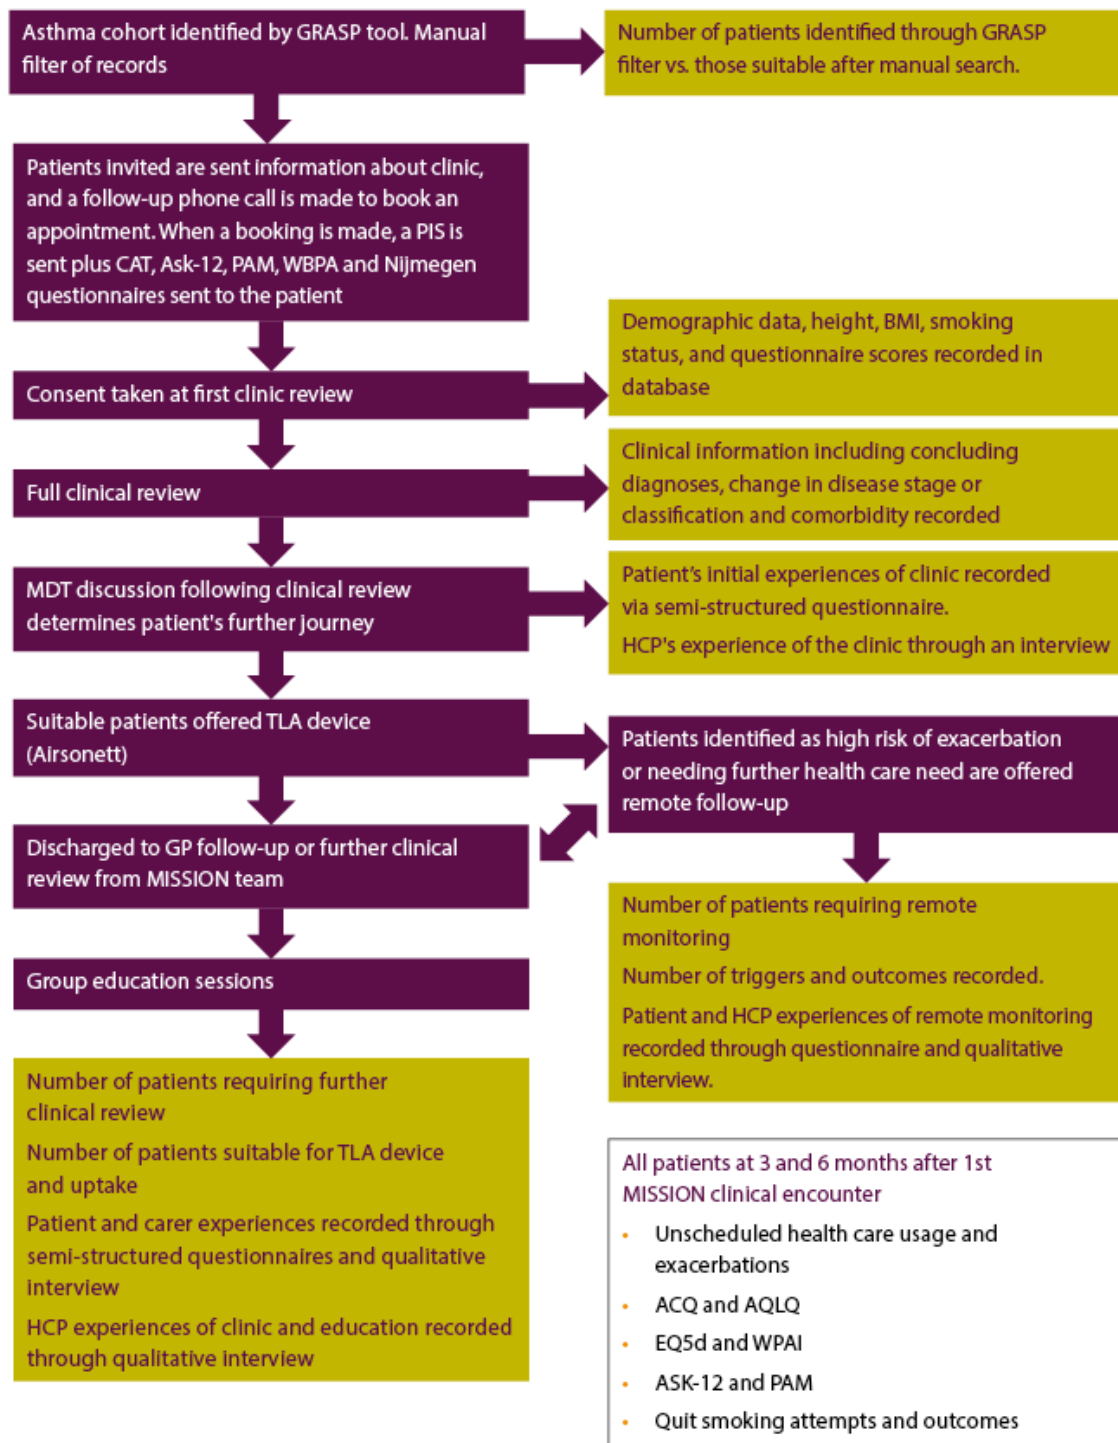 Asthma cohort identified by GRASP tool. Manual
filter of records
Number of patients identified through GRASP
filter vs. those suitable after manual search.
Patients invited are sent information about clinic,
and a follow-up phone call is made to book an
appointment. When a booking is made, a PIS is
sent plus CAT, Ask-12, PAM, WBPA and Nijmegen
questionnaires sent to the patient
Consent taken at first clinic review
Demographic data, height, BMI, smoking
status, and questionnaire scores recorded in
database
Full clinical review
Clinical information including concluding
diagnoses, change in disease stage or
classification and comorbidity recorded
MDT discussion following clinical review
determines patient's further journey
Patient’s initial experiences of clinic recorded
via semi-structured questionnaire.
HCP's experience of the clinic through an interview
Suitable patients offered TLA device
(Airsonett)
Patients identified as high risk of exacerbation
or needing further health care need are offered
remote follow-up
Discharged to GP follow-up or further clinical
review from MISSION team
Number of patients requiring remote
monitoring
Number of triggers and outcomes recorded.
Patient and HCP experiences of remote monitoring
recorded through questionnaire and qualitative
interview.
Group education sessions
Number of patients requiring further
clinical review
Number of patients suitable for TLA device
and uptake
Patient and carer experiences recorded through
semi-structured questionnaires and qualitative
interview
HCP experiences of clinic and education recorded
through qualitative interview
All patients at 3 and 6 months after 1st
MISSION clinical encounter
• Unscheduled health care usage and
exacerbations
• ACQ and AQLQ
• EQ5d and WPAI
• ASK-12 and PAM
• Quit smoking attempts and outcomes